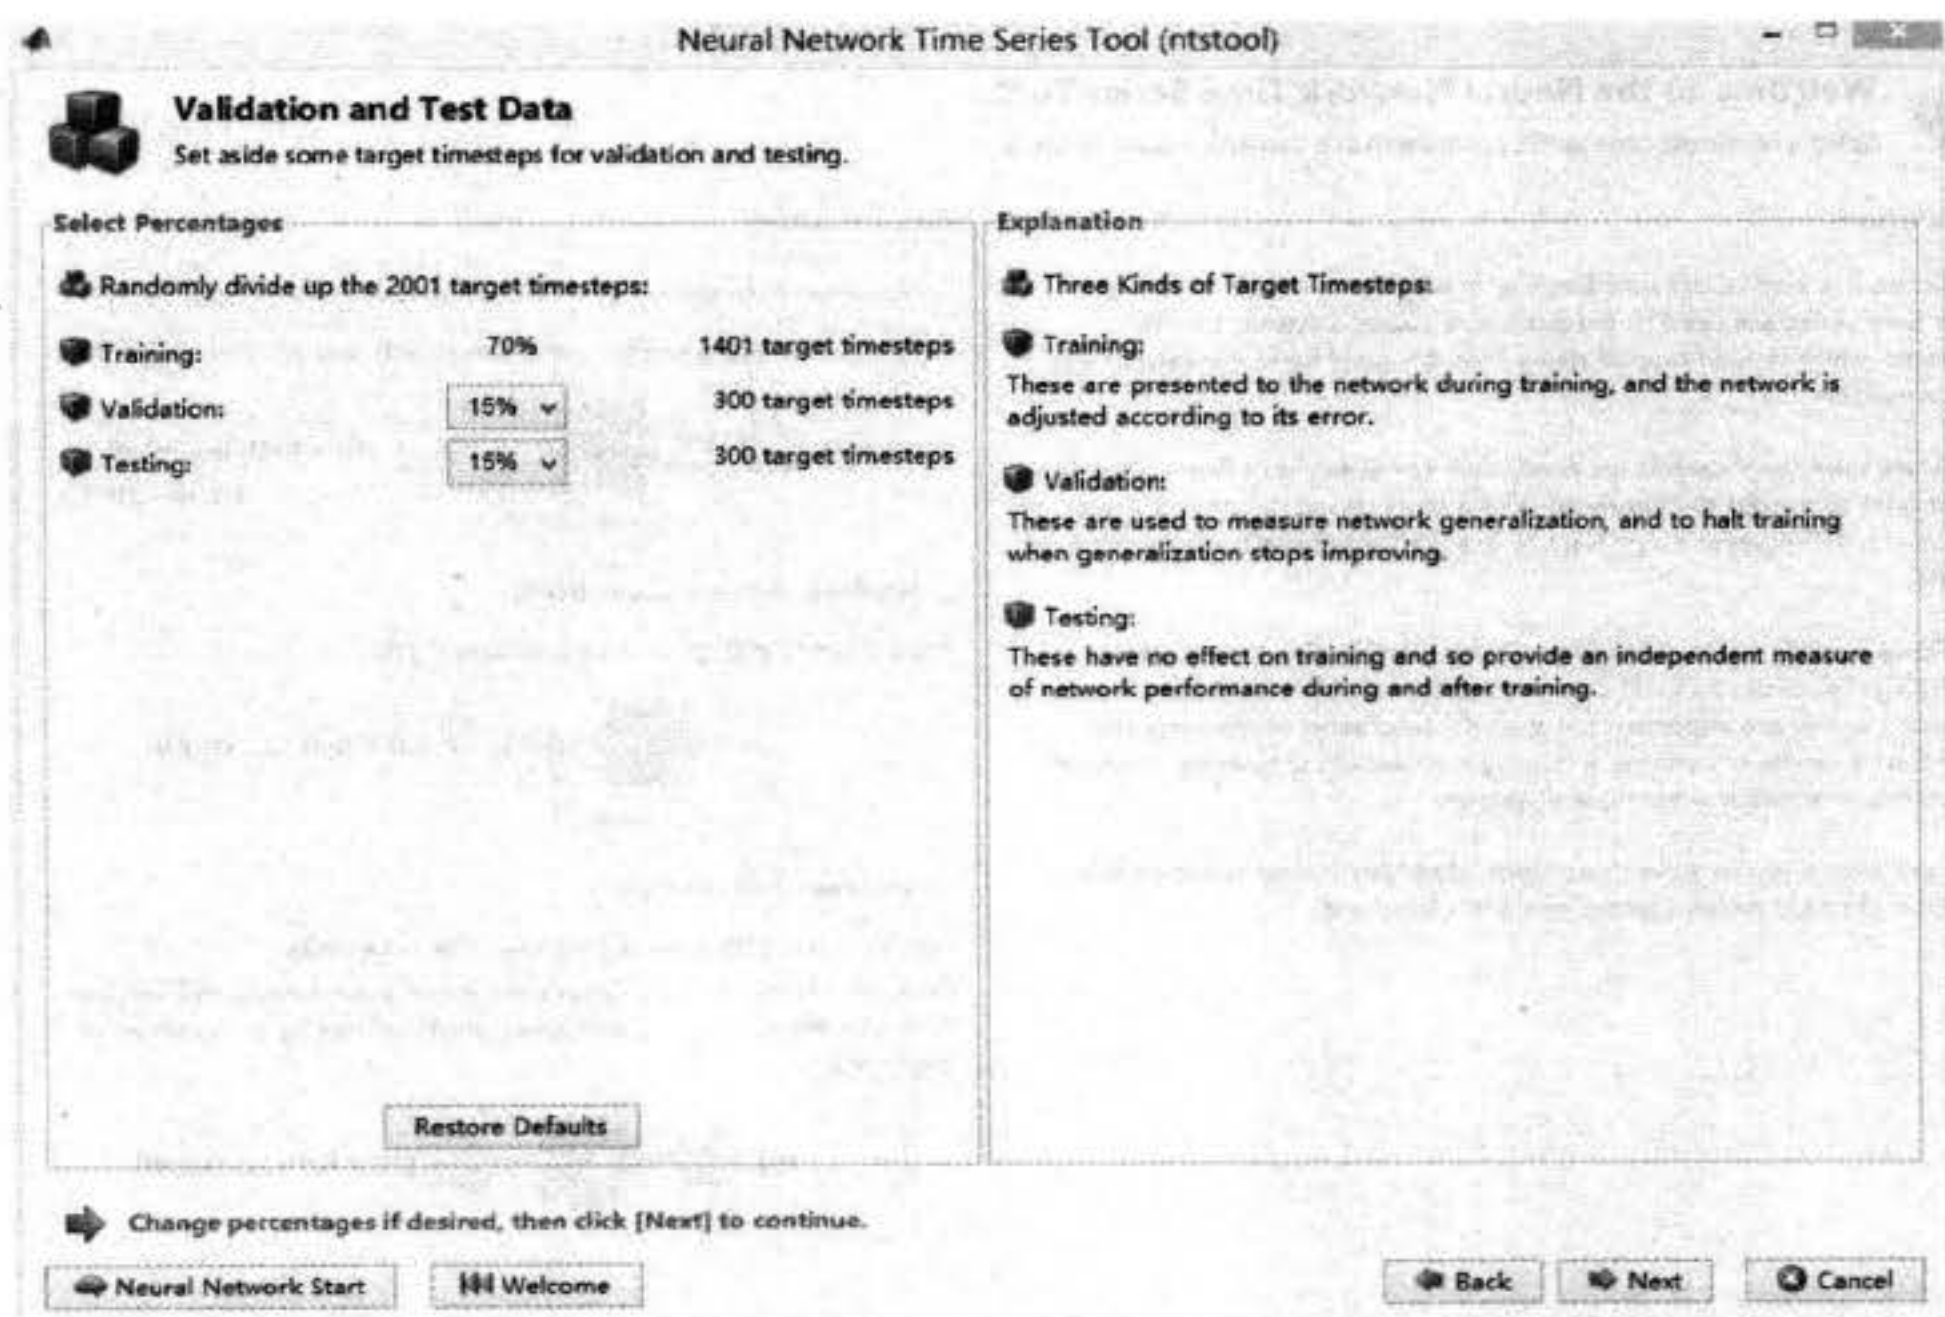 Neural Network Time Series Tool (ntstool)
Validation and Test Data
Set aside some target timesteps for validation and testing.
Select Percentages
Randomly divide up the 2001 target timesteps:
Training: 70% 1401 target timesteps
Validation: 15% 300 target timesteps
Testing: 15% 300 target timesteps
Restore Defaults
Explanation
Three Kinds of Target Timesteps:
Training:
These are presented to the network during training, and the network is
adjusted according to its error.
Validation:
These are used to measure network generalization, and to halt training
when generalization stops improving.
Testing:
These have no effect on training and so provide an independent measure
of network performance during and after training.
Change percentages if desired, then click [Next] to continue.
Neural Network Start Welcome Back Next Cancel